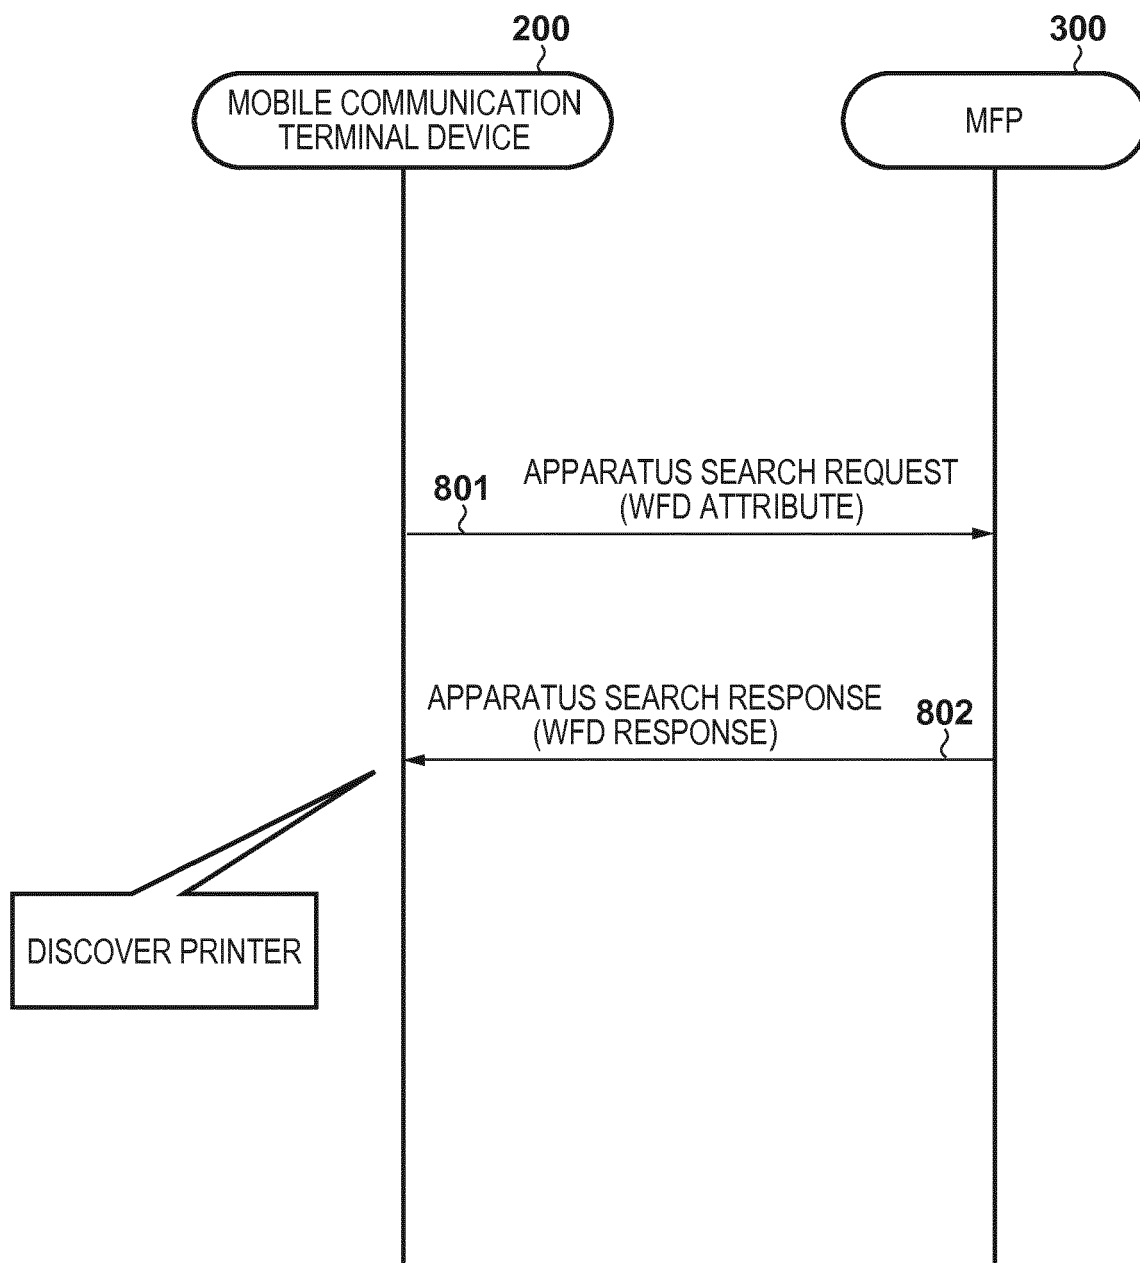 200
300
MOBILE COMMUNICATION
TERMINAL DEVICE
MFP
APPARATUS SEARCH REQUEST
(WFD ATTRIBUTE)
801
APPARATUS SEARCH RESPONSE
(WFD RESPONSE)
802
DISCOVER PRINTER